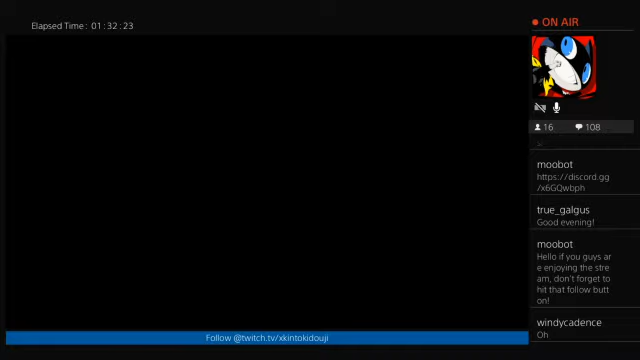 Elapsed Time : 01:32:23
ON AIR
16
108
moobot
https://discord.gg
/x6GQwbph
true_galgus
Good evening!
moobot
Hello if you guys ar
e enjoying the stre
am, don't forget to
hit that follow butt
on!
windycadence
Oh
Follow @twitch.tv/xkintokidouji